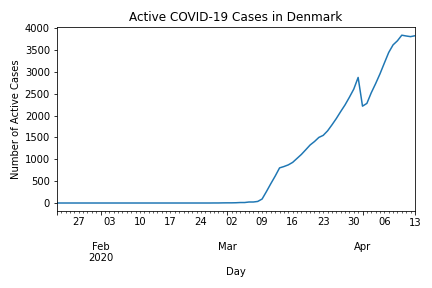 Active COVID-19 Cases in Denmark
Number of Active Cases
4000
3500
3000
2500
2000
1500
1000
500
0
27 03 10 17 24 02 09 16 23 30 06 13
Feb Mar Apr
2020
Day